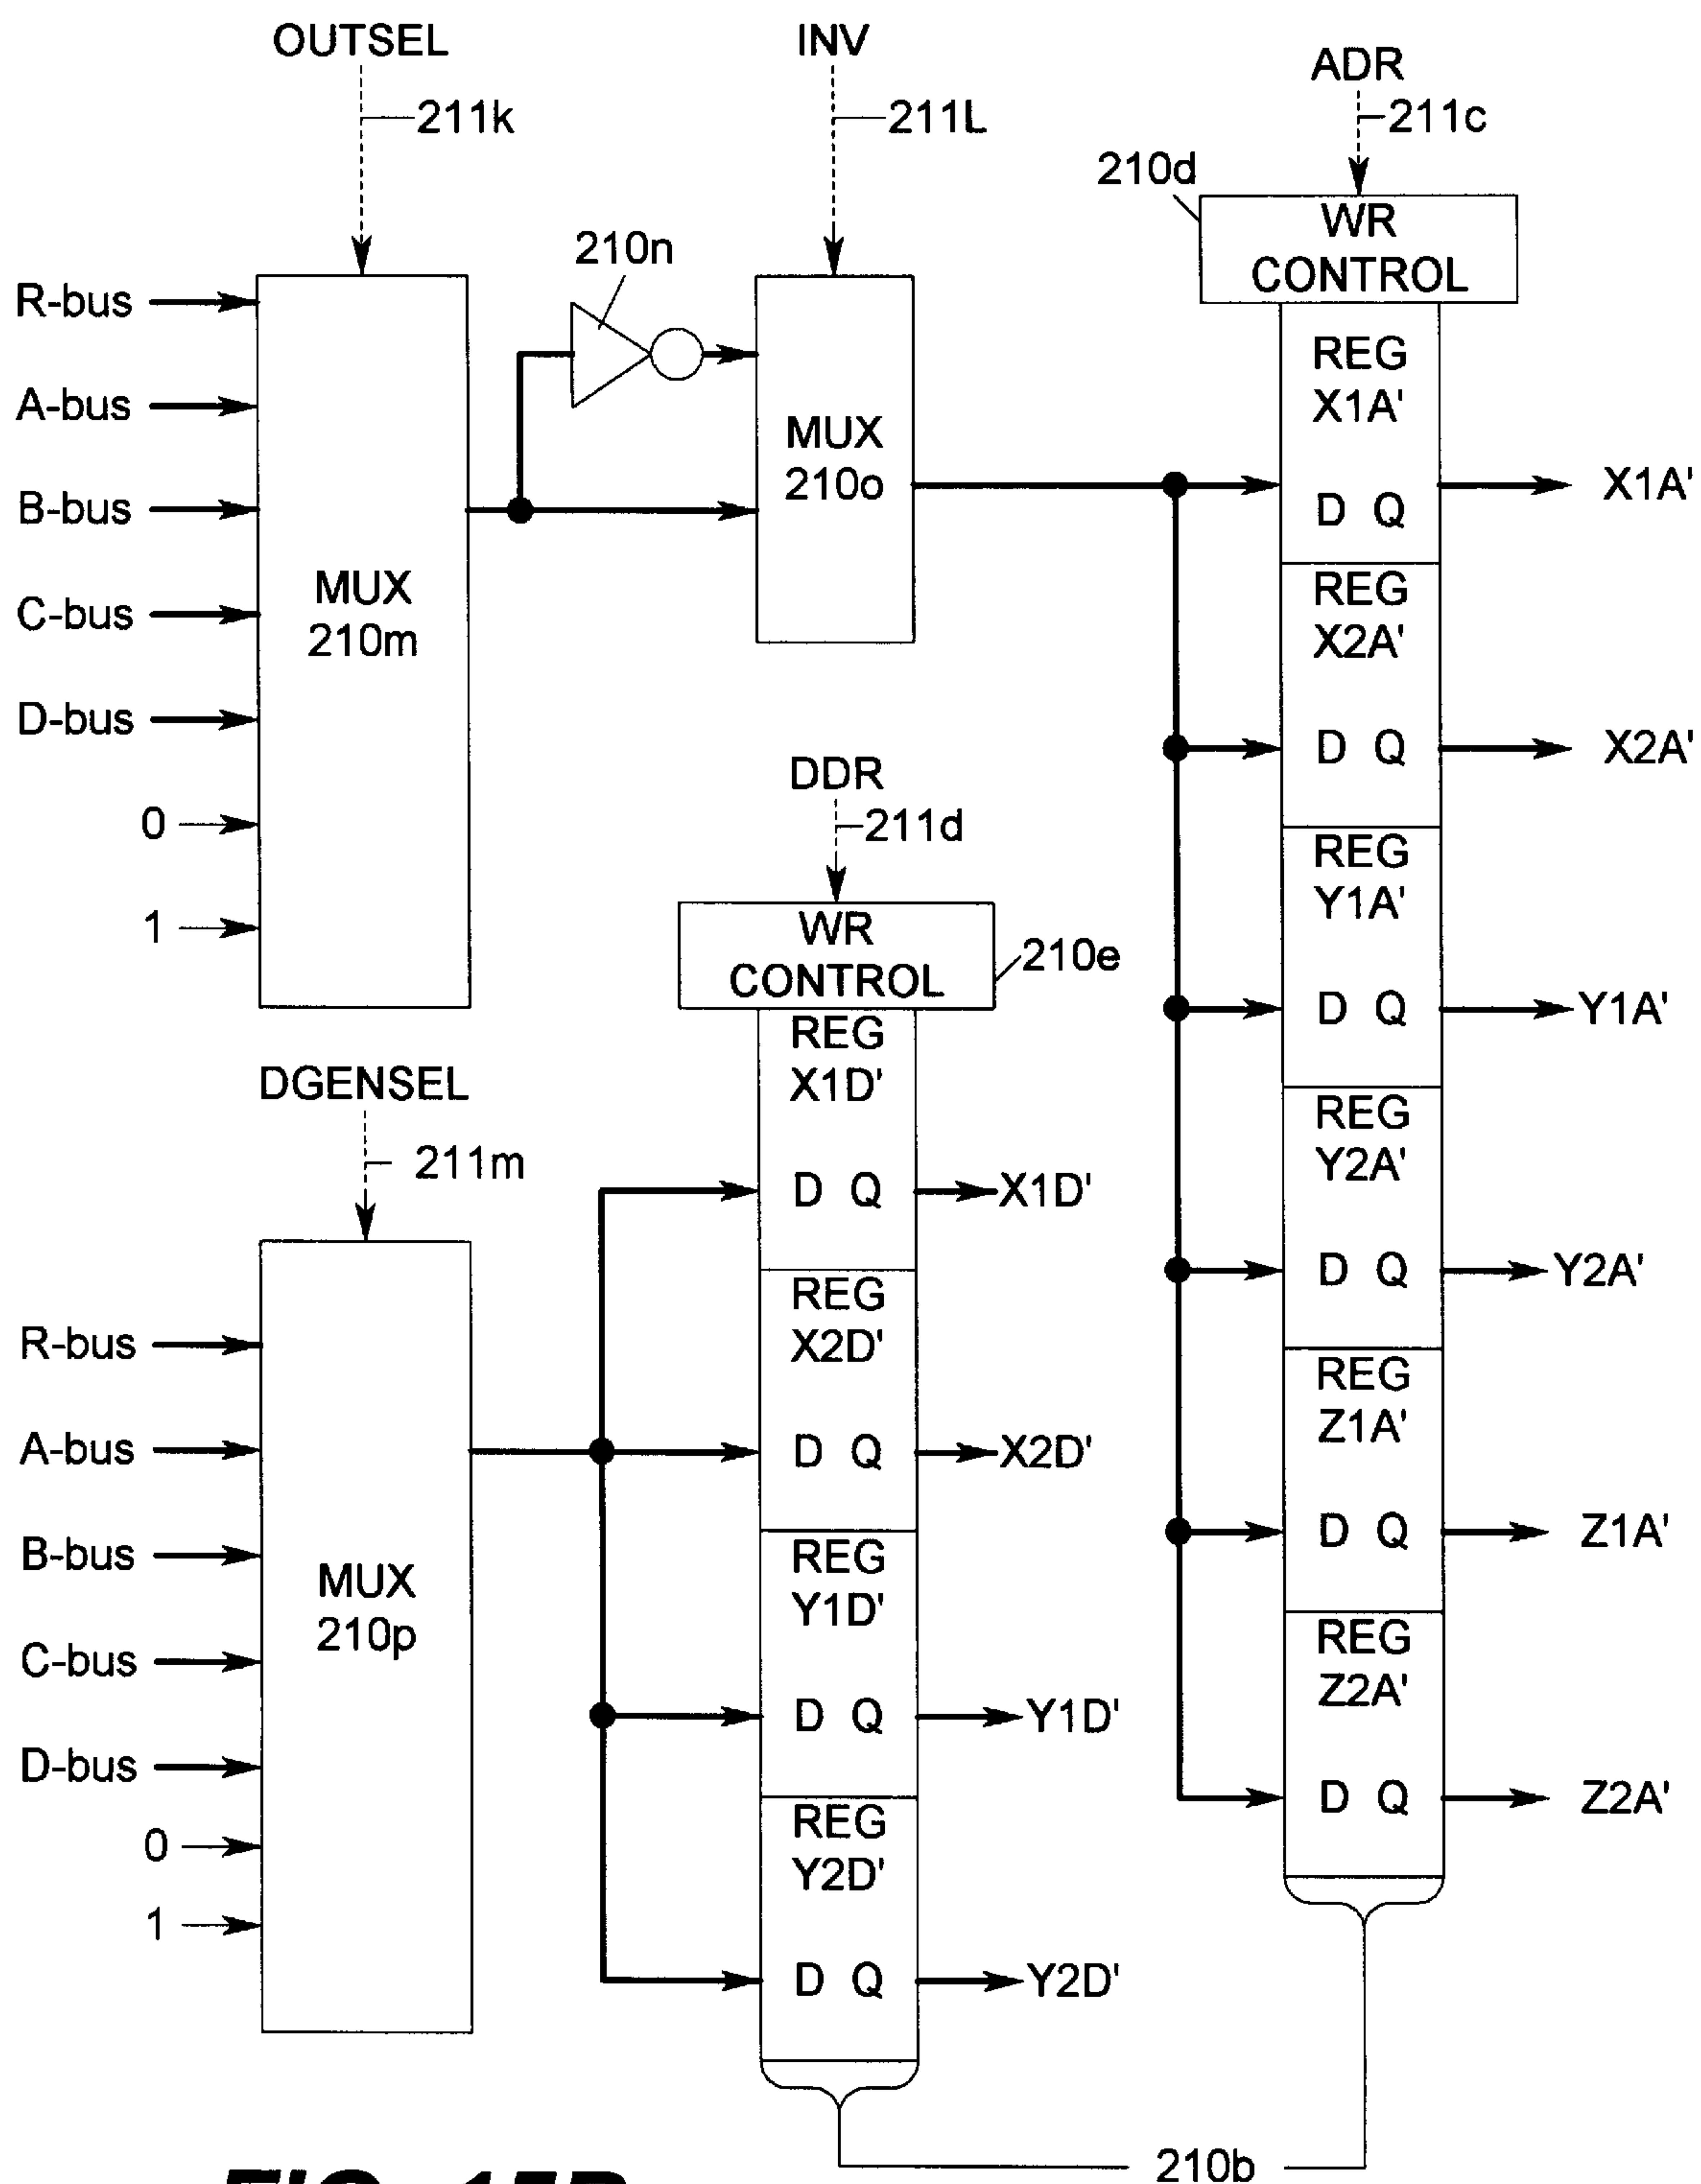 OUTSEL
211k
INV
211L
ADR
211c
210d
WR
CONTROL
210n
R-bus
A-bus
B-bus
C-bus
D-bus
0
1
MUX
210m
MUX
210o
REG
X1A'
D Q
X1A'
REG
X2A'
D Q
X2A'
REG
Y1A'
D Q
Y1A'
REG
Y2A'
D Q
Y2A'
REG
Z1A'
D Q
Z1A'
REG
Z2A'
D Q
Z2A'
DDR
211d
WR
CONTROL
210e
DGENSEL
211m
R-bus
A-bus
B-bus
C-bus
D-bus
0
1
MUX
210p
REG
X1D'
D Q
X1D'
REG
X2D'
D Q
X2D'
REG
Y1D'
D Q
Y1D'
REG
Y2D'
D Q
Y2D'
210b